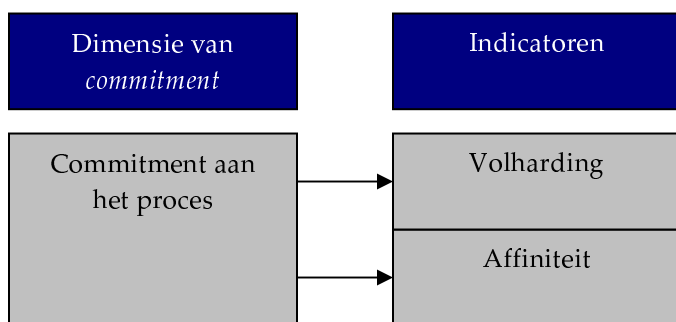 Dimensie van
commitment
Indicatoren
Commitment aan
het proces
Volharding
Affiniteit